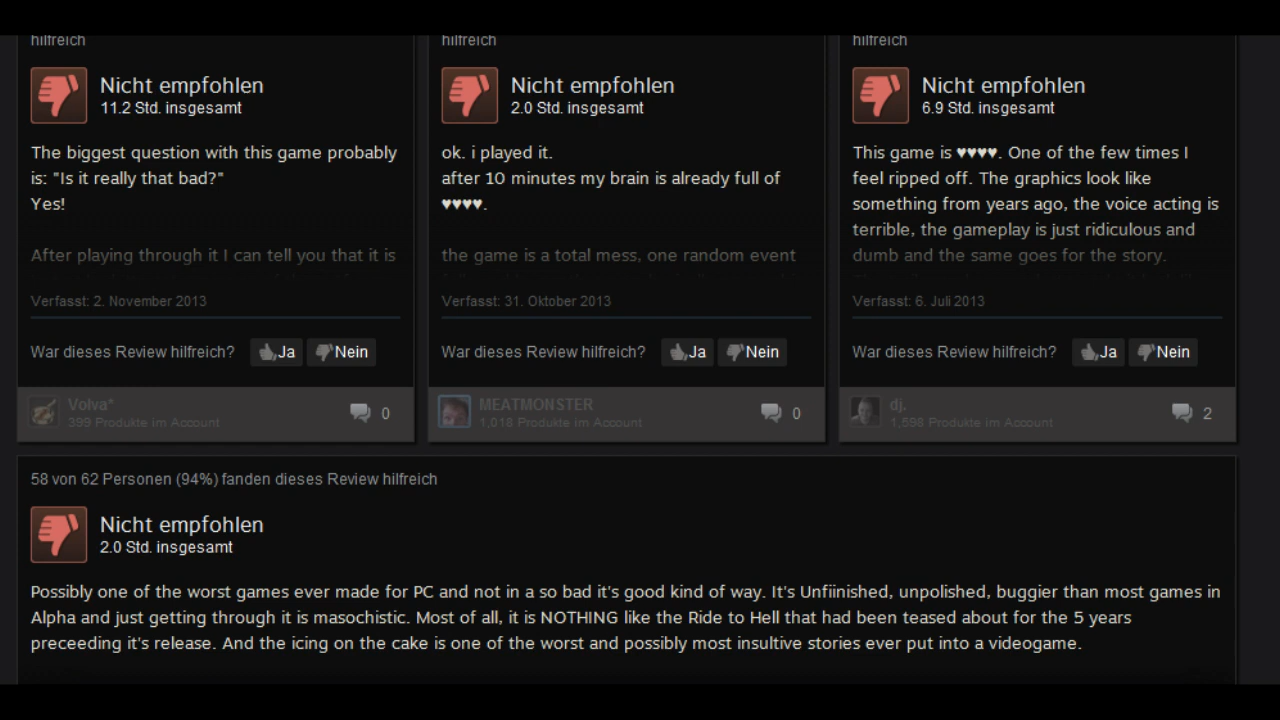 hilfreich
Nicht empfohlen
11.2 Std. insgesamt
The biggest question with this game probably
is: "Is it really that bad?"
Yes!
After playing through it I can tell you that it is
Verfasst: 2. November 2013
War dieses Review hilfreich? Ja Nein
Volva*
399 Produkte im Account
0
hilfreich
Nicht empfohlen
2.0 Std. insgesamt
ok. i played it.
after 10 minutes my brain is already full of
♥♥♥♥.
the game is a total mess, one random event
Verfasst: 31. Oktober 2013
War dieses Review hilfreich? Ja Nein
MEATMONSTER
1,018 Produkte im Account
0
hilfreich
Nicht empfohlen
6.9 Std. insgesamt
This game is ♥♥♥♥. One of the few times I
feel ripped off. The graphics look like
something from years ago, the voice acting is
terrible, the gameplay is just ridiculous and
dumb and the same goes for the story.
Verfasst: 6. Juli 2013
War dieses Review hilfreich? Ja Nein
dj.
1,598 Produkte im Account
2
58 von 62 Personen (94%) fanden dieses Review hilfreich
Nicht empfohlen
2.0 Std. insgesamt
Possibly one of the worst games ever made for PC and not in a so bad it's good kind of way. It's Unfiinished, unpolished, buggier than most games in
Alpha and just getting through it is masochistic. Most of all, it is NOTHING like the Ride to Hell that had been teased about for the 5 years
preceeding it's release. And the icing on the cake is one of the worst and possibly most insultive stories ever put into a videogame.